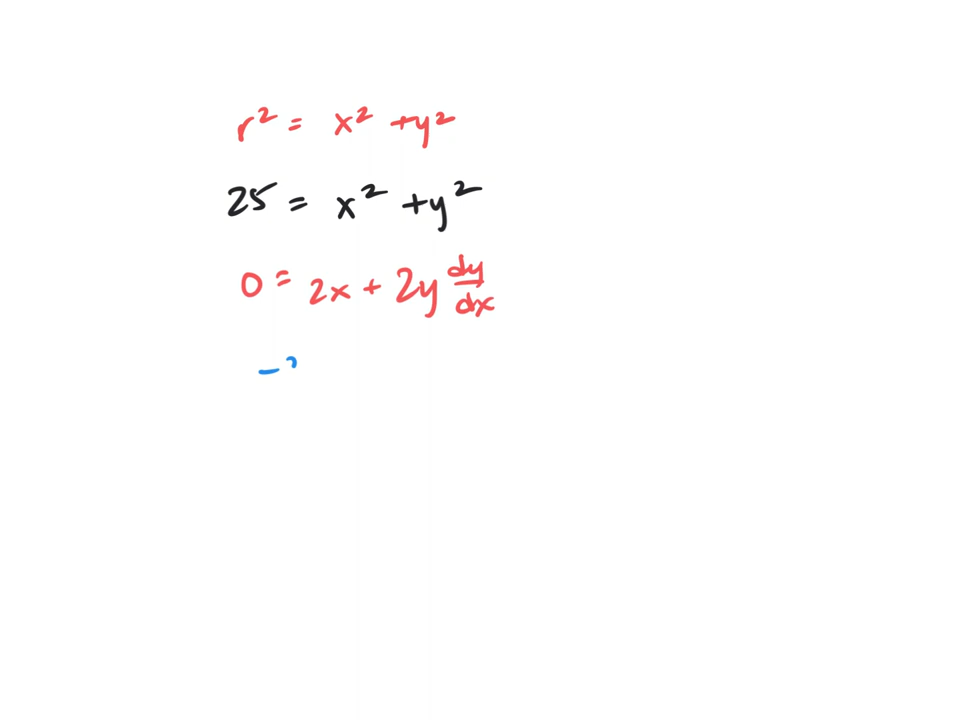 r² = x² + y²
25 = x² + y²
0 = 2x + 2y dy/dx
−